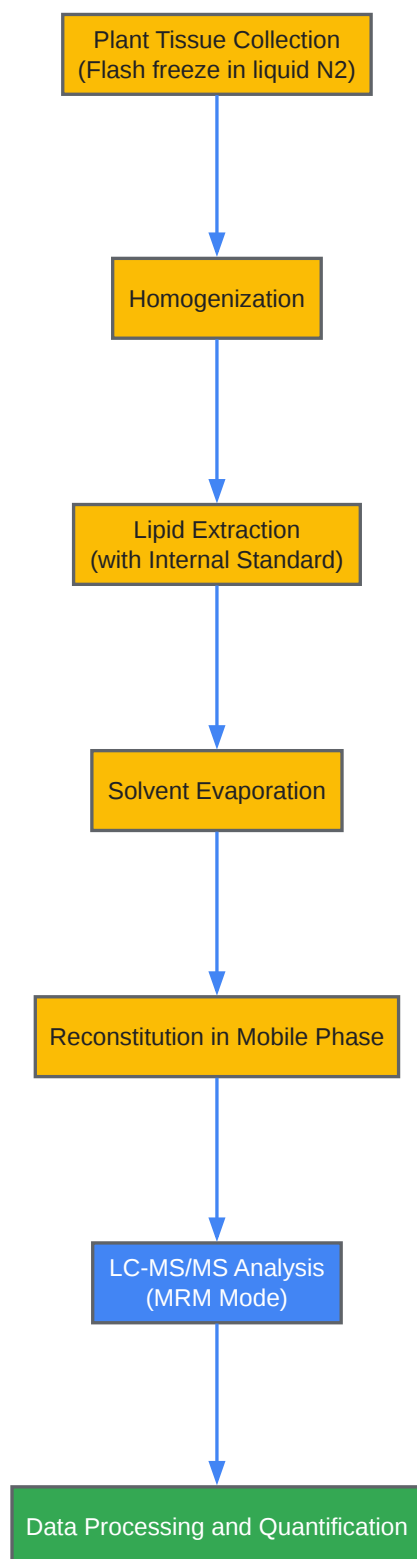 Plant Tissue Collection
(Flash freeze in liquid N2)
Homogenization
Lipid Extraction
(with Internal Standard)
Solvent Evaporation
Reconstitution in Mobile Phase
LC-MS/MS Analysis
(MRM Mode)
Data Processing and Quantification